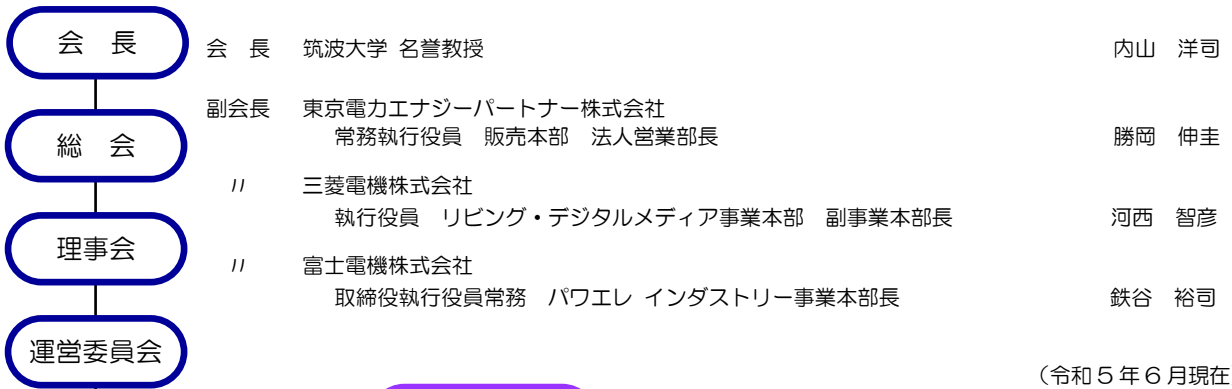 会　長
会　長　筑波大学 名誉教授　内山　洋司
副会長　東京電力エナジーパートナー株式会社
総　会
常務執行役員　販売本部　法人営業部長　勝岡　伸圭
〃　三菱電機株式会社
執行役員　リビング・デジタルメディア事業本部　副事業本部長　河西　智彦
理事会
〃　富士電機株式会社
取締役執行役員常務　パワエレ インダストリー事業本部長　鉄谷　裕司
運営委員会
（令和５年６月現在